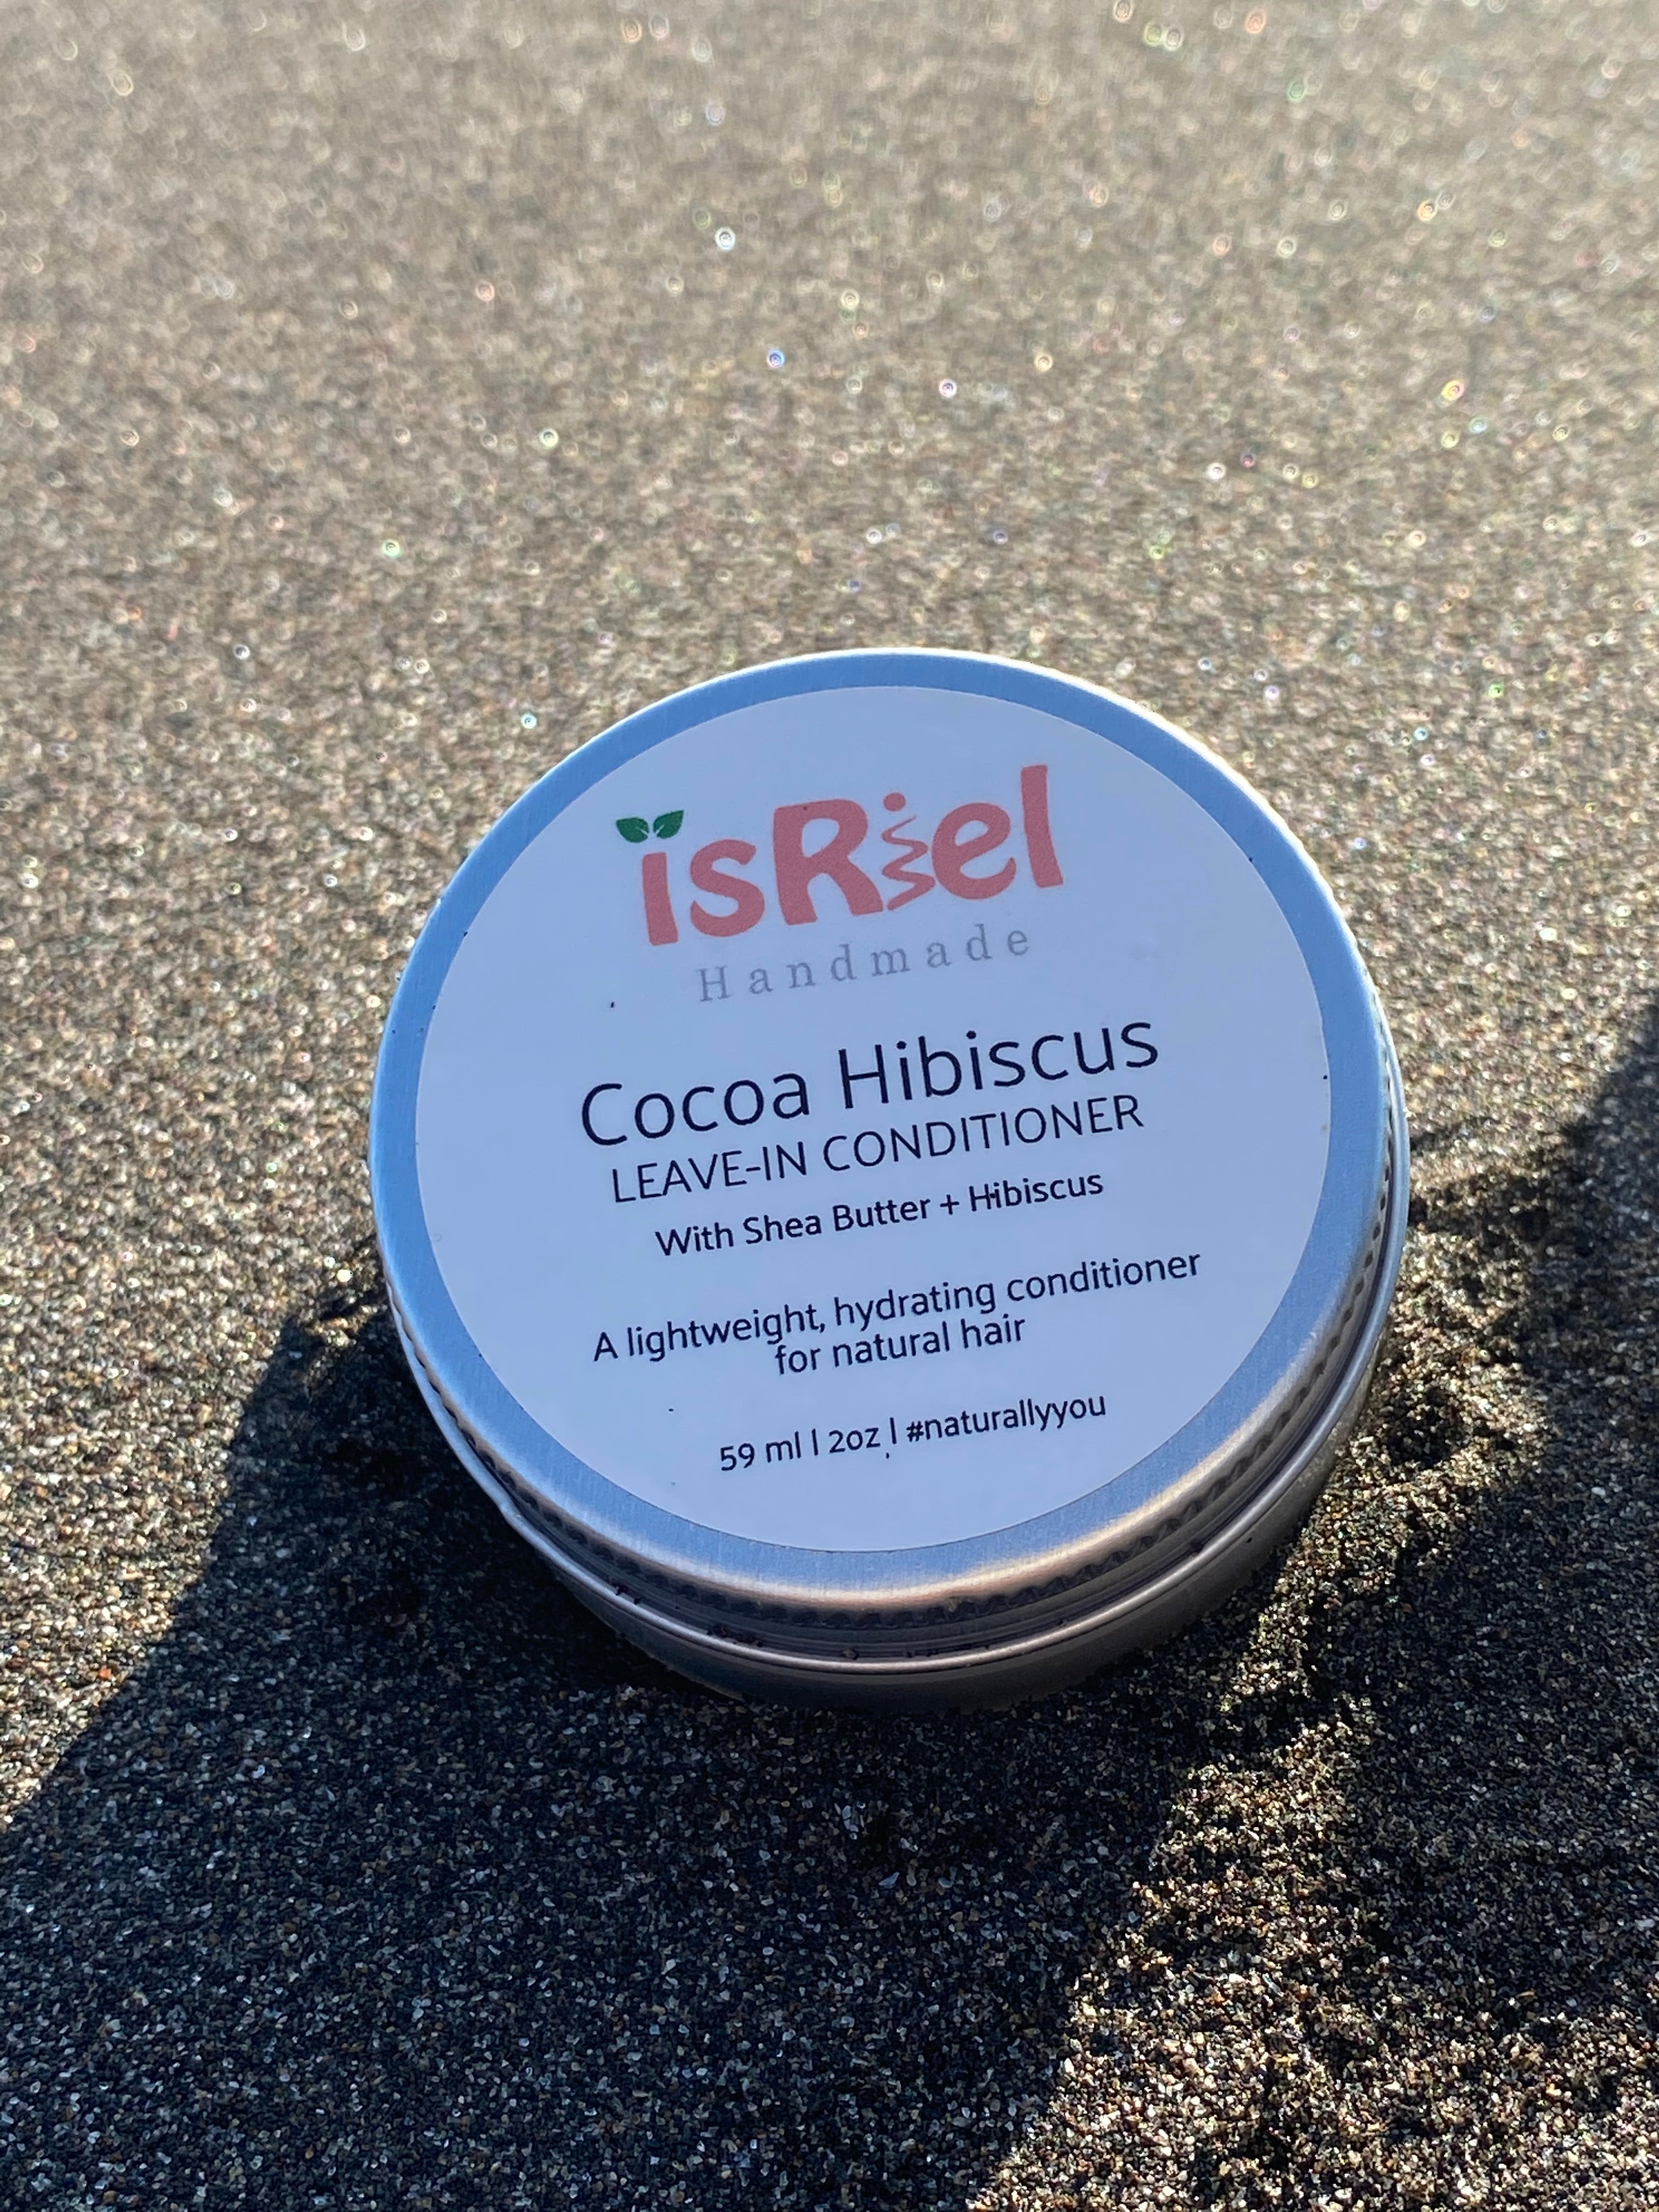 isRiel
Handmade
Cocoa Hibiscus
LEAVE-IN CONDITIONER
With Shea Butter + Hibiscus
A lightweight, hydrating conditioner
for natural hair
59 ml | 2oz | #naturallyyou